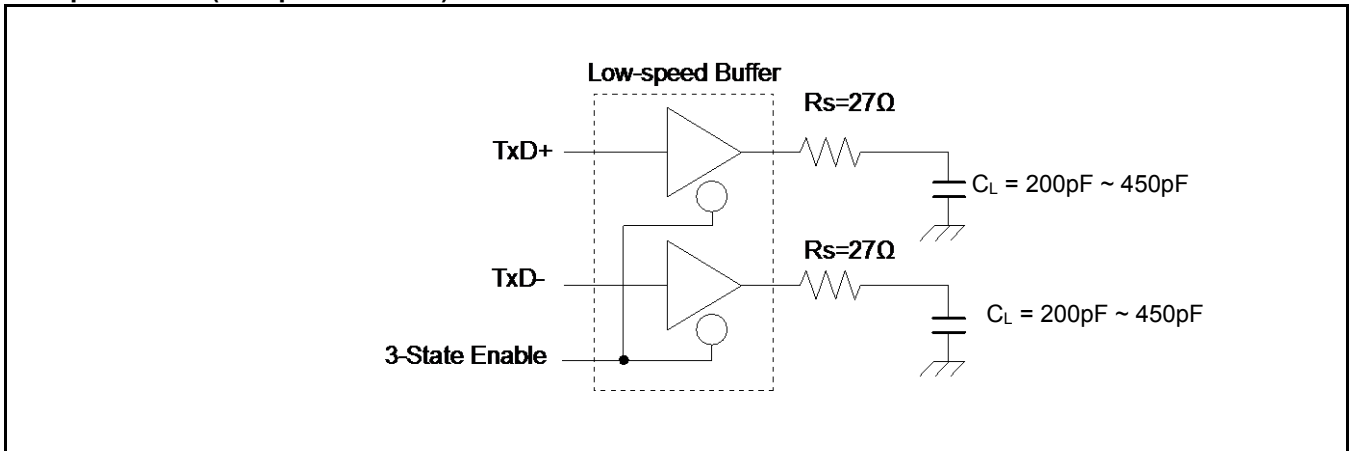 Low-speed Buffer
Rs=27Ω
TxD+
CL = 200pF ~ 450pF
Rs=27Ω
TxD-
CL = 200pF ~ 450pF
3-State Enable